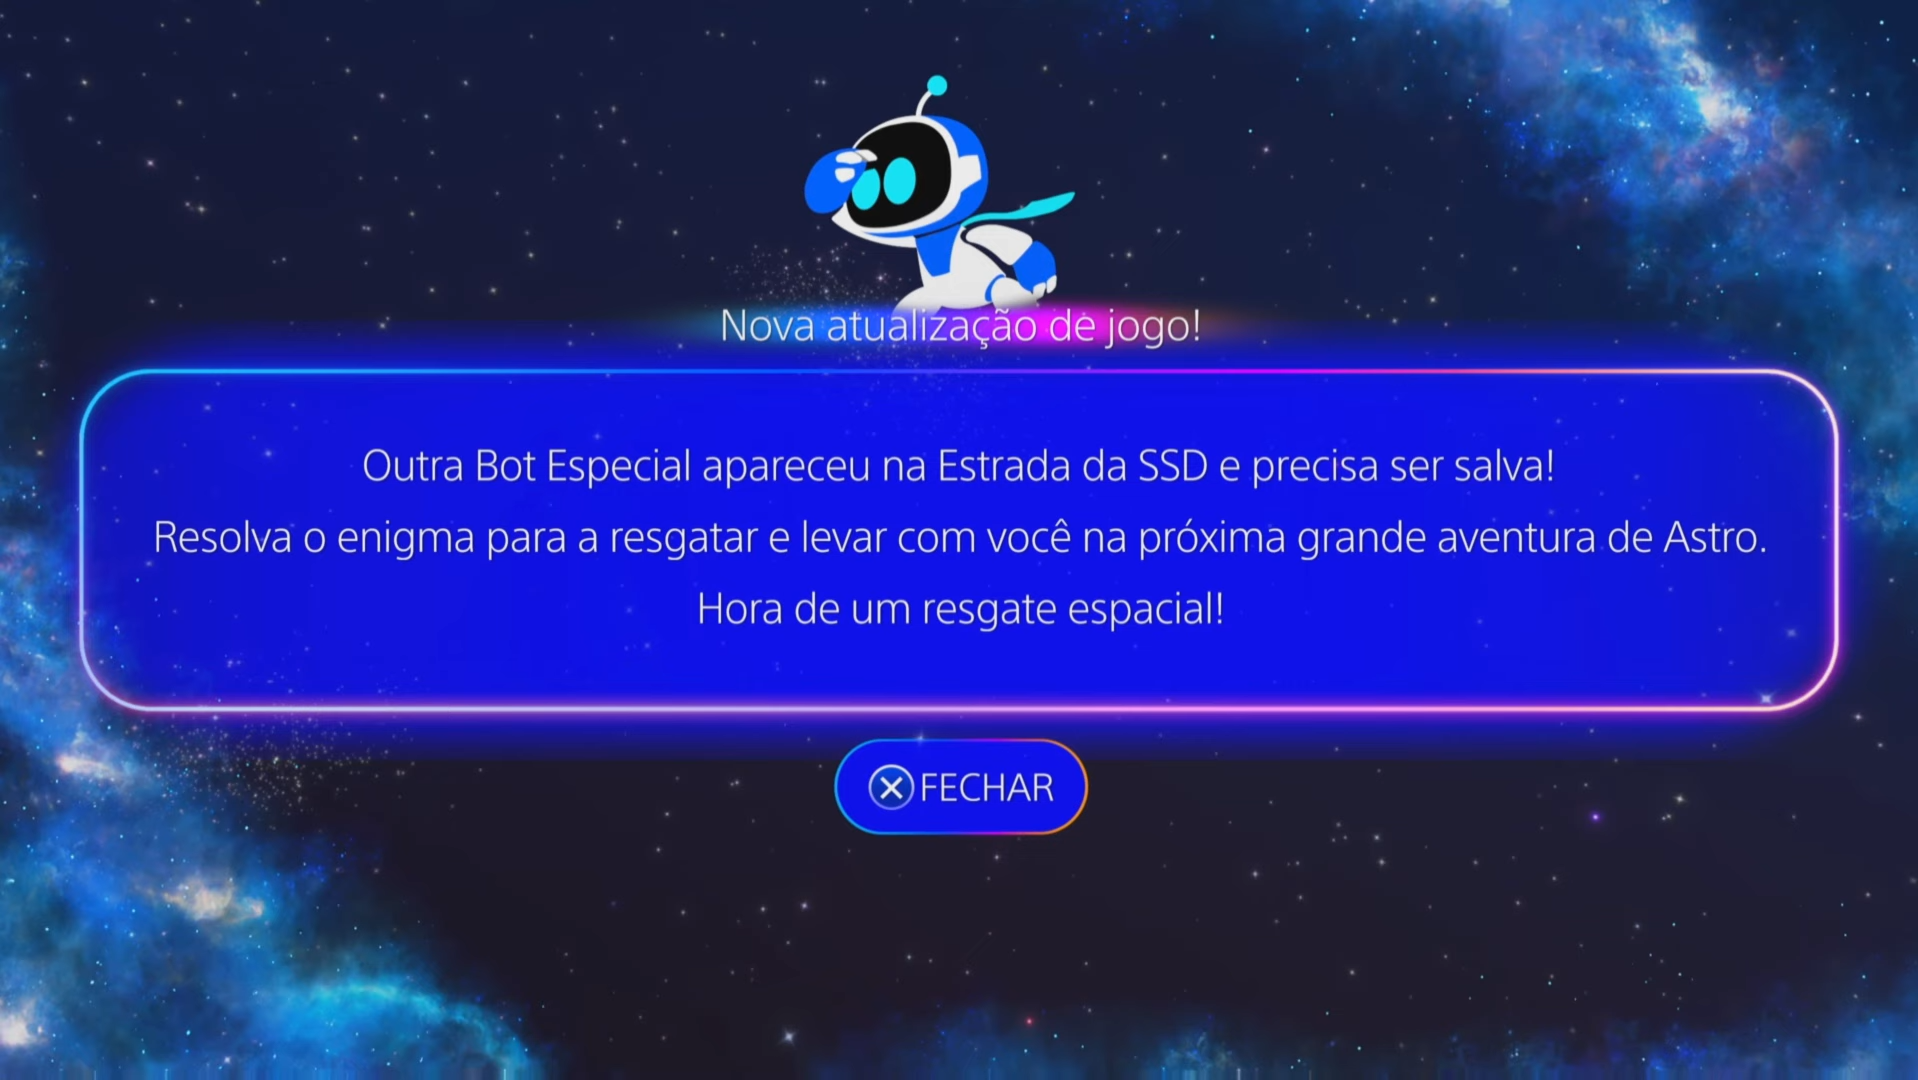 Nova atualização de jogo!
Outra Bot Especial apareceu na Estrada da SSD e precisa ser salva!
Resolva o enigma para a resgatar e levar com você na próxima grande aventura de Astro.
Hora de um resgate espacial!
FECHAR